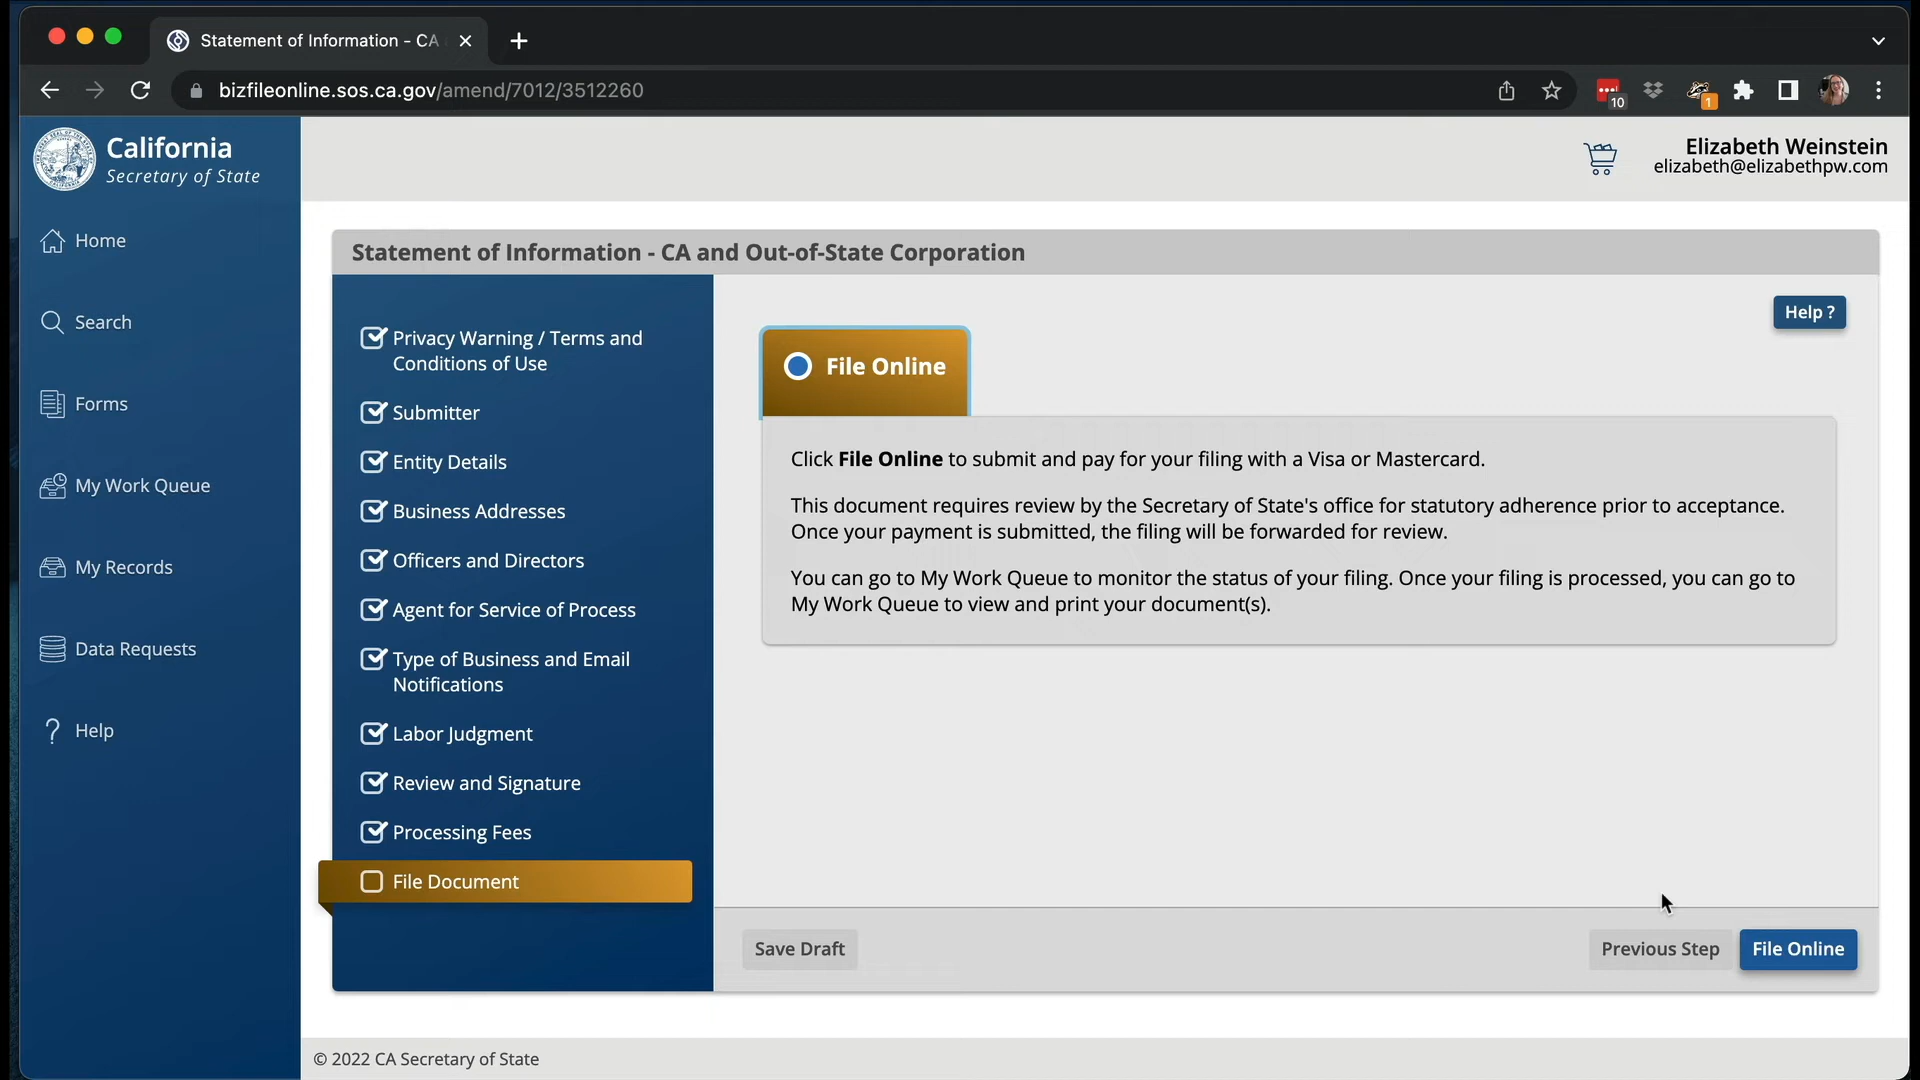 Statement of Information - CA
bizfileonline.sos.ca.gov/amend/7012/3512260
10
1
California
Secretary of State
Elizabeth Weinstein
elizabeth@elizabethpw.com
Home
Search
Forms
My Work Queue
My Records
Data Requests
? Help
Statement of Information - CA and Out-of-State Corporation
Privacy Warning / Terms and
Conditions of Use
Submitter
Entity Details
Business Addresses
Officers and Directors
Agent for Service of Process
Type of Business and Email
Notifications
Labor Judgment
Review and Signature
Processing Fees
File Document
Help ?
File Online
Click File Online to submit and pay for your filing with a Visa or Mastercard.
This document requires review by the Secretary of State's office for statutory adherence prior to acceptance.
Once your payment is submitted, the filing will be forwarded for review.
You can go to My Work Queue to monitor the status of your filing. Once your filing is processed, you can go to
My Work Queue to view and print your document(s).
Save Draft
Previous Step
File Online
© 2022 CA Secretary of State